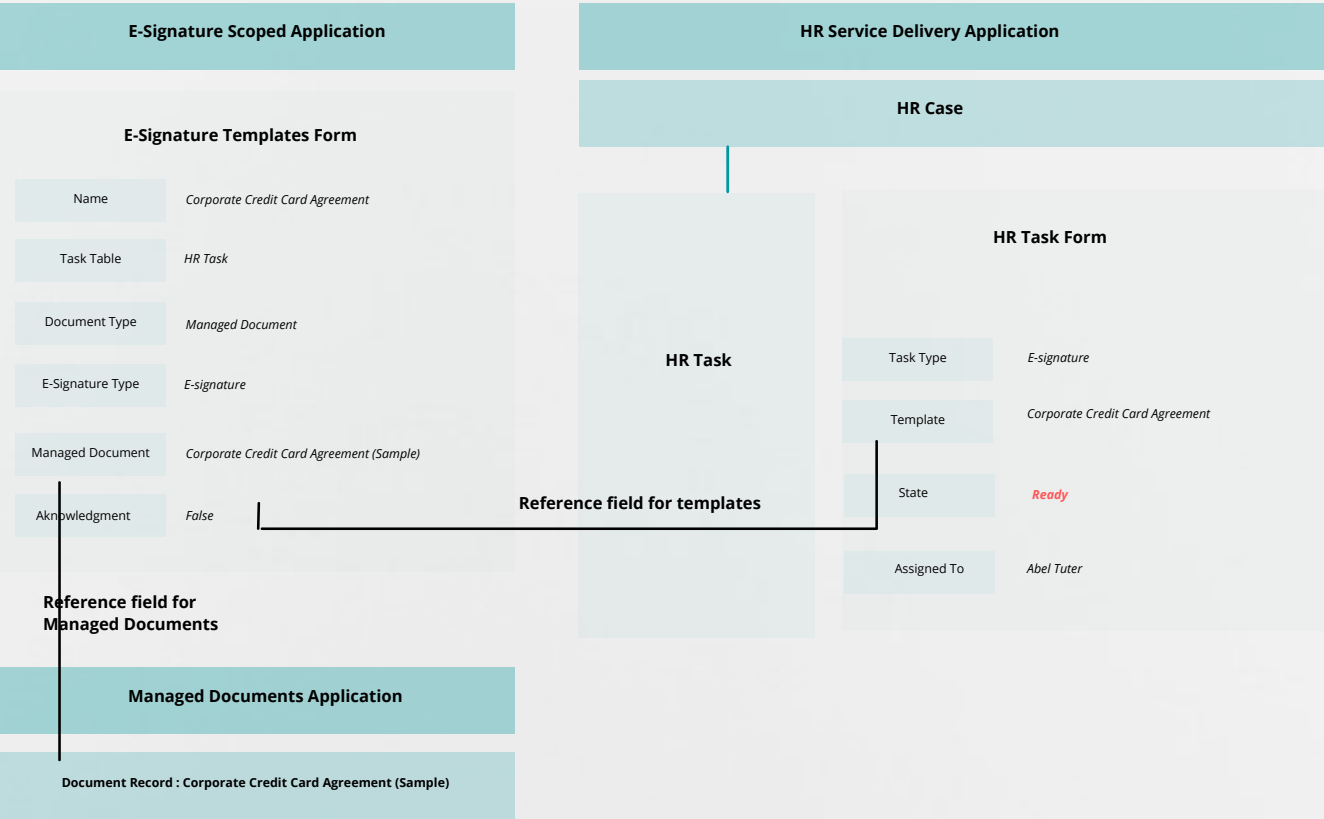 E-Signature Scoped Application
E-Signature Templates Form
Name
Corporate Credit Card Agreement
Task Table
HR Task
Document Type
Managed Document
E-Signature Type
E-signature
Managed Document
Corporate Credit Card Agreement (Sample)
Aknowledgment
False
Reference field for
Managed Documents
Managed Documents Application
Document Record : Corporate Credit Card Agreement (Sample)
Reference field for templates
HR Service Delivery Application
HR Case
HR Task
HR Task Form
Task Type
E-signature
Template
Corporate Credit Card Agreement
State
Ready
Assigned To
Abel Tuter